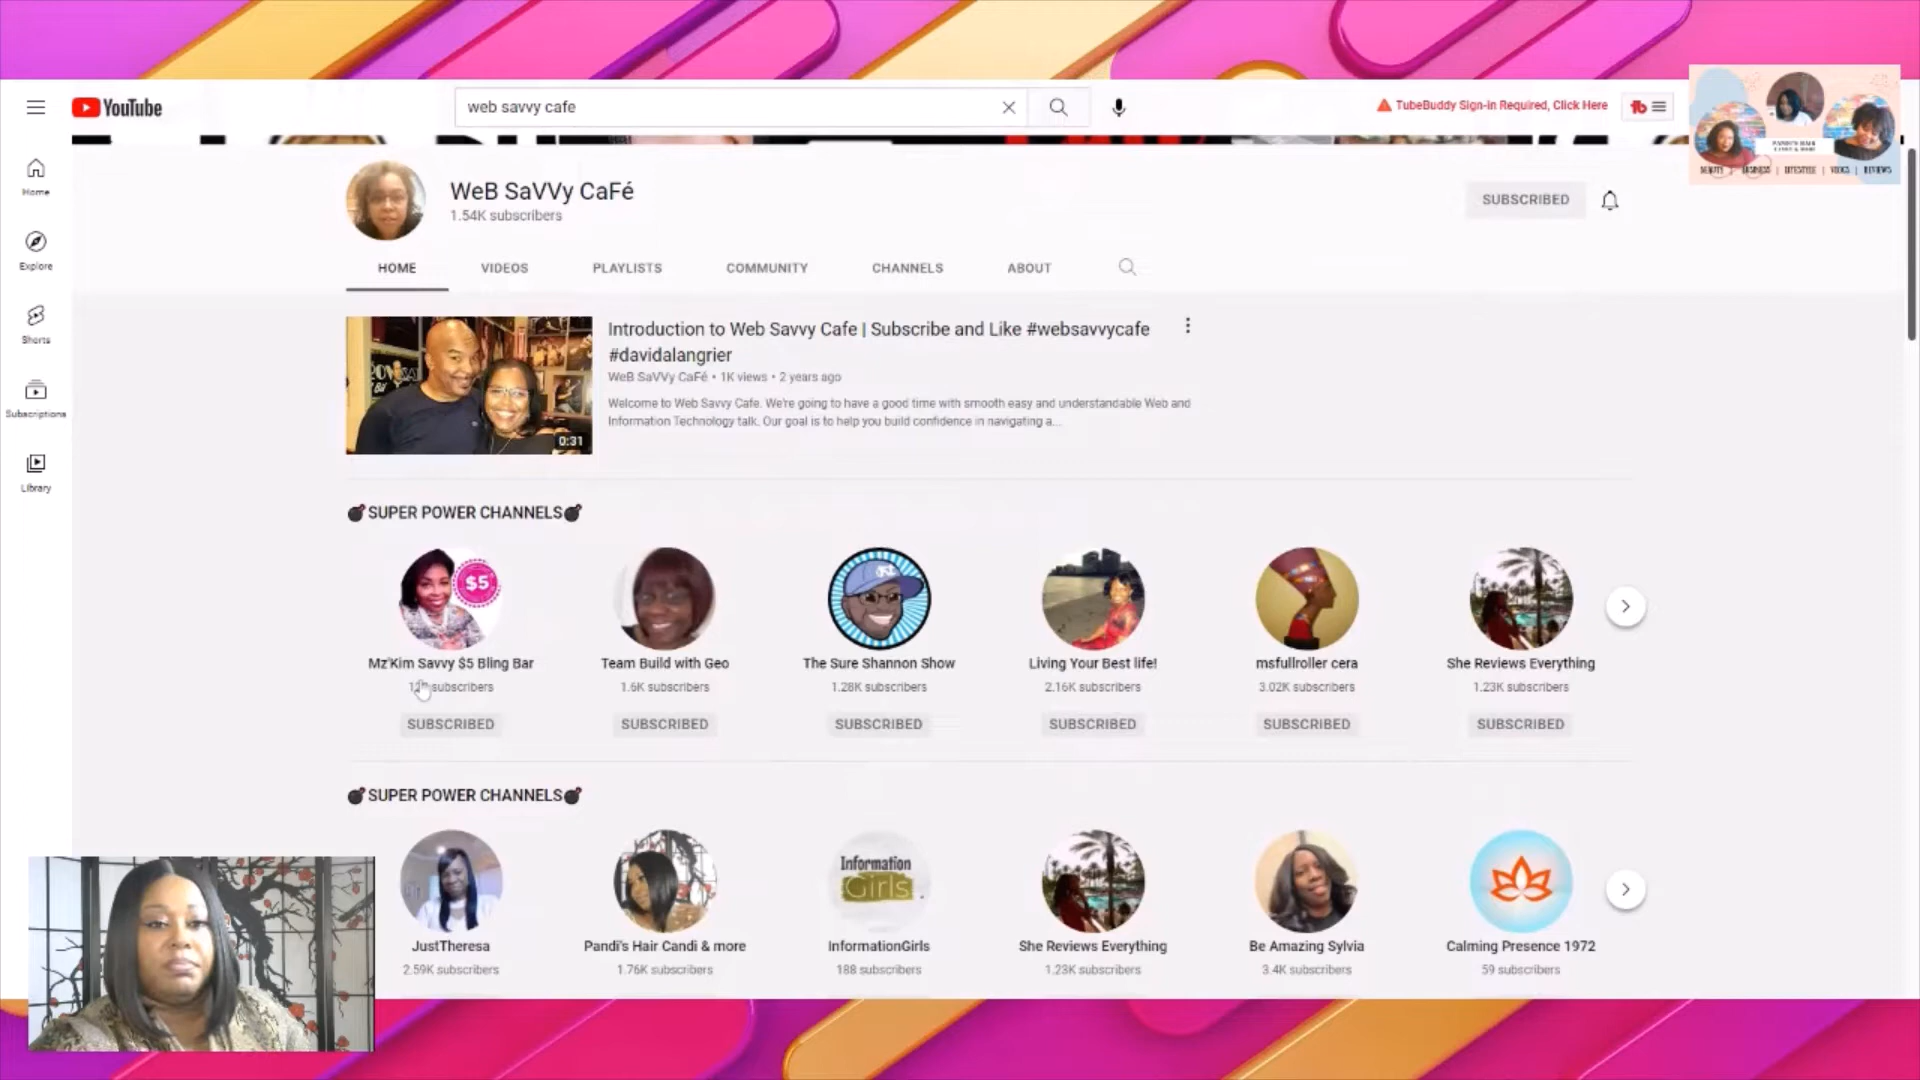 YouTube
web savvy cafe
TubeBuddy Sign-in Required, Click Here
Home
Explore
Shorts
Subscriptions
Library
BEAUTY | BUSINESS | LIFESTYLE | VLOGS | REVIEWS
WeB SaVVy CaFé
1.54K subscribers
SUBSCRIBED
HOME VIDEOS PLAYLISTS COMMUNITY CHANNELS ABOUT
Introduction to Web Savvy Cafe | Subscribe and Like #websavvycafe
#davidalangrier
WeB SaVVy CaFé • 1K views • 2 years ago
Welcome to Web Savvy Cafe. We're going to have a good time with smooth easy and understandable Web and
Information Technology talk. Our goal is to help you build confidence in navigating a...
0:31
SUPER POWER CHANNELS
$5
Mz'Kim Savvy $5 Bling Bar Team Build with Geo The Sure Shannon Show Living Your Best life! msfullroller cera She Reviews Everything
subscribers 1.6K subscribers 1.28K subscribers 2.16K subscribers 3.02K subscribers 1.23K subscribers
SUBSCRIBED SUBSCRIBED SUBSCRIBED SUBSCRIBED SUBSCRIBED SUBSCRIBED
SUPER POWER CHANNELS
Information
Girls
JustTheresa Pandi's Hair Candi & more InformationGirls She Reviews Everything Be Amazing Sylvia Calming Presence 1972
2.59K subscribers 1.76K subscribers 188 subscribers 1.23K subscribers 3.4K subscribers 59 subscribers